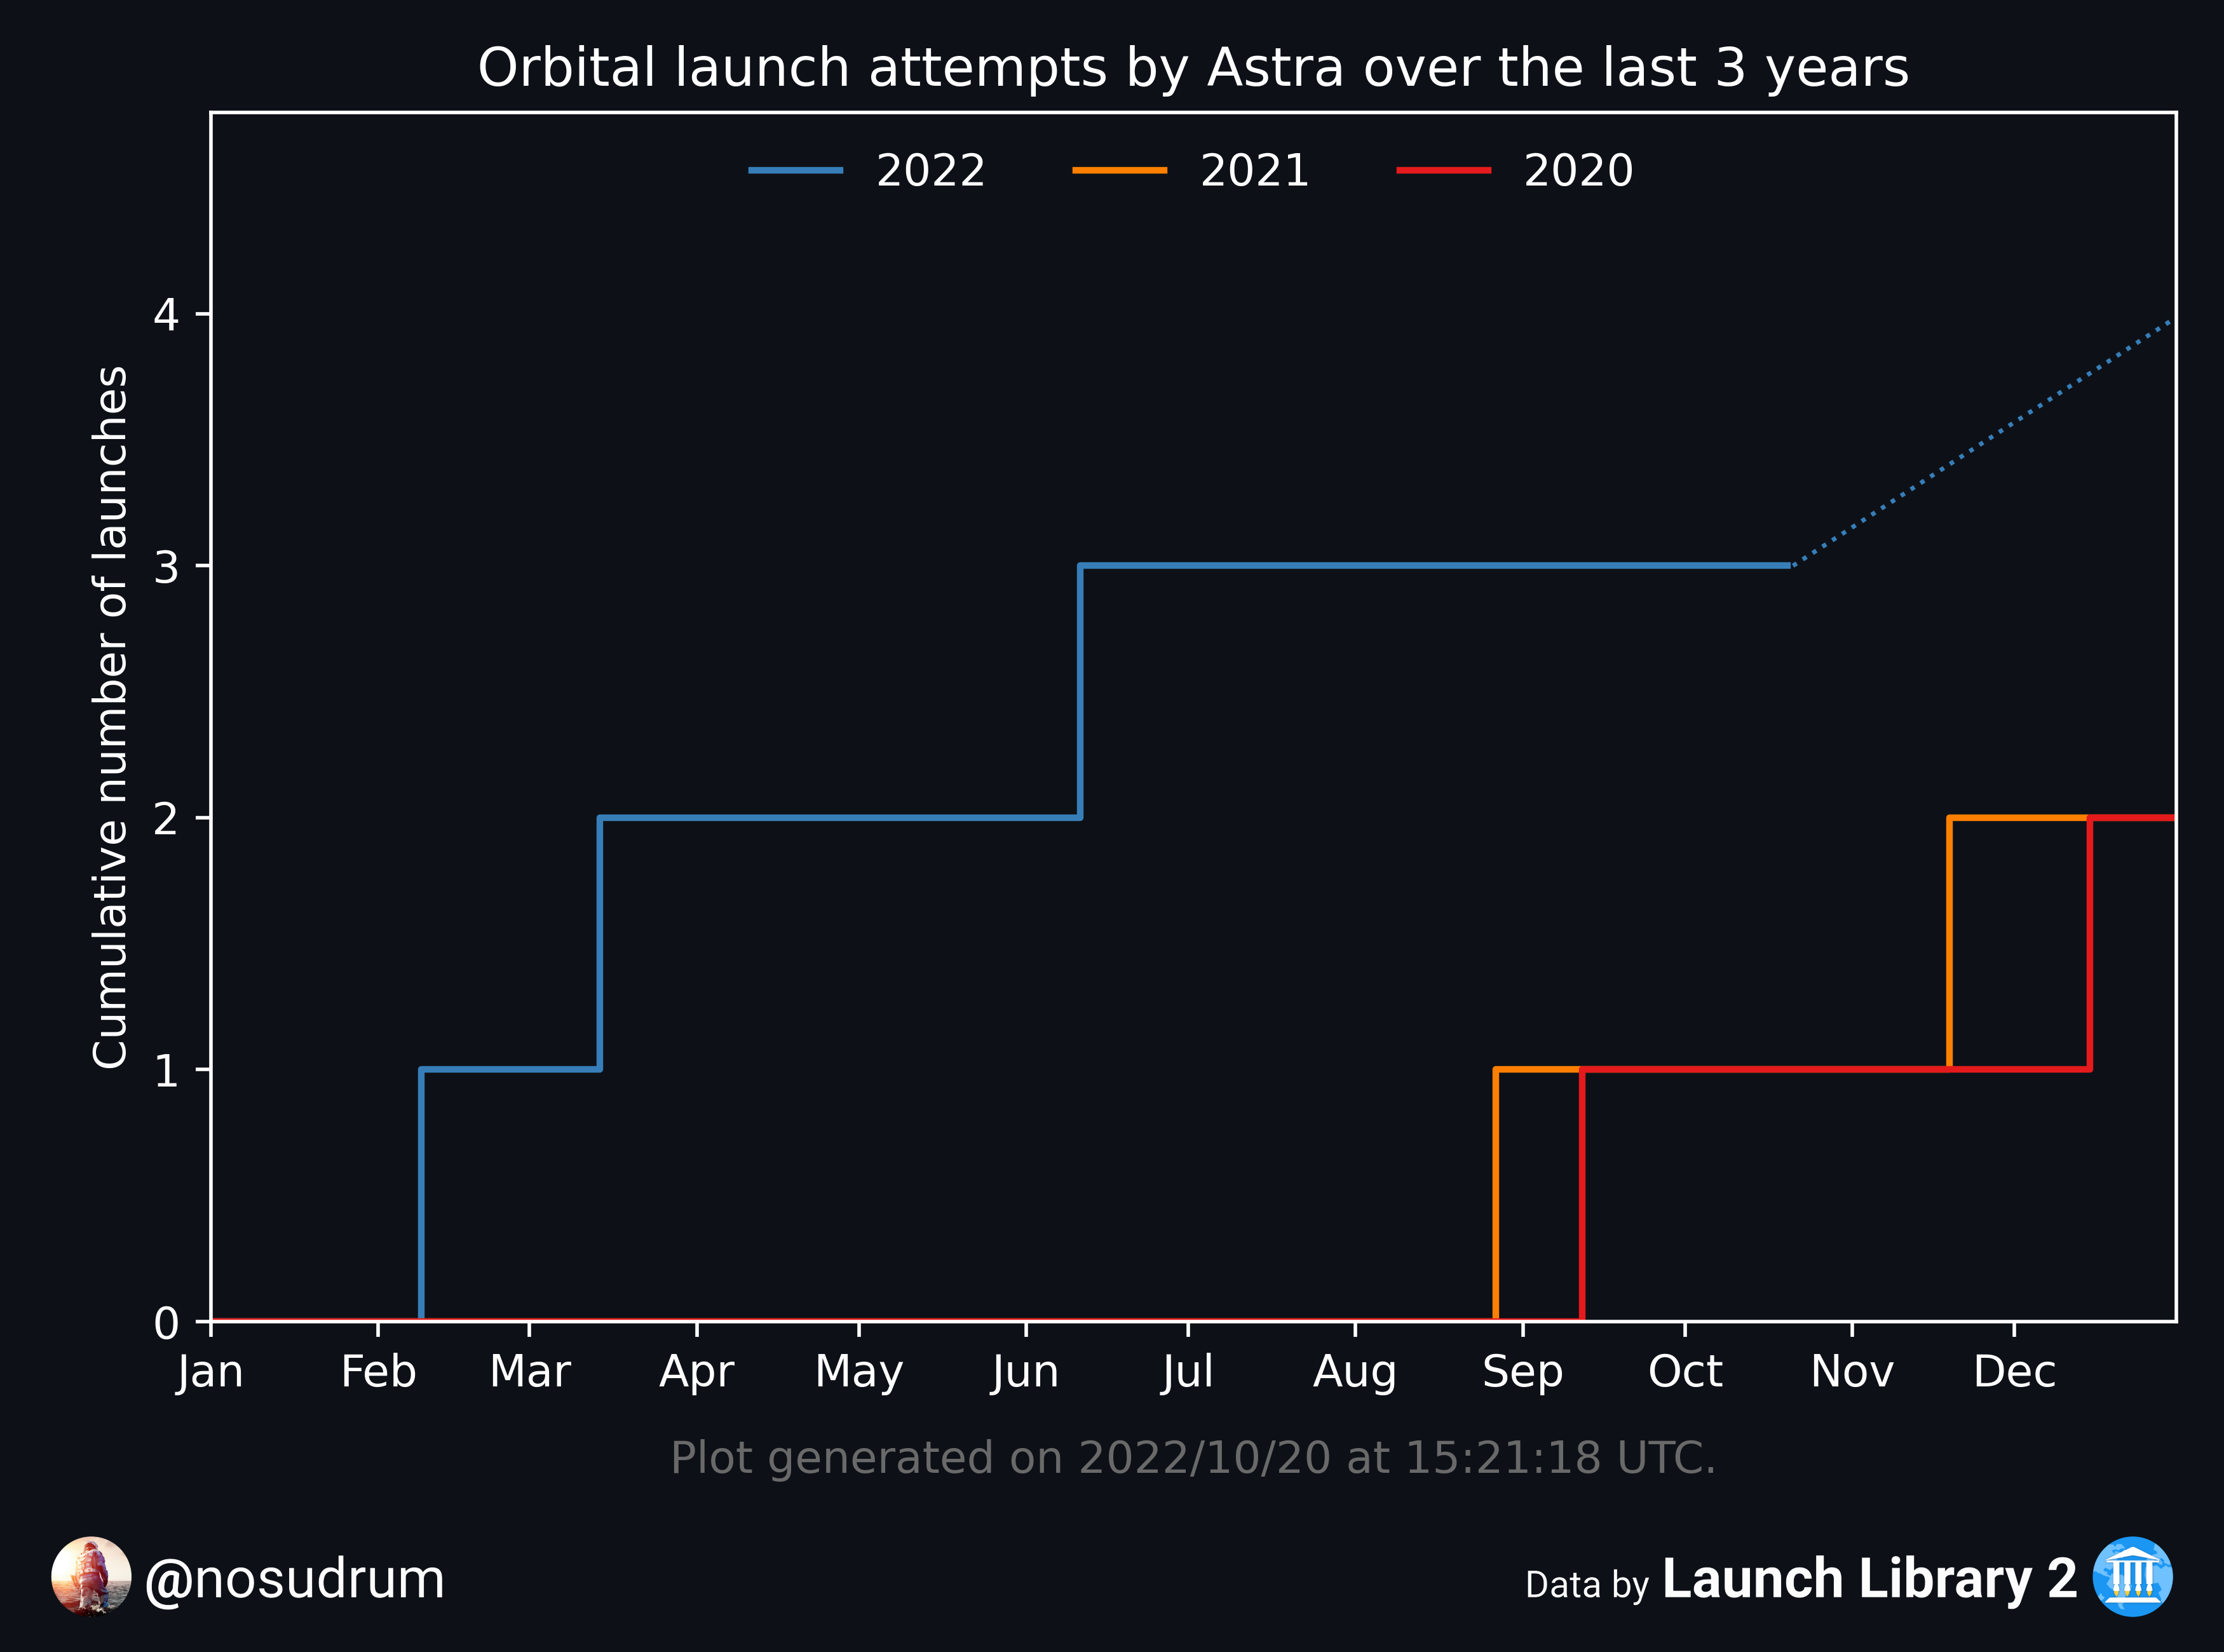 Orbital launch attempts by Astra over the last 3 years
2022 2021 2020
Cumulative number of launches
4
3
2
1
0
Jan Feb Mar Apr May Jun Jul Aug Sep Oct Nov Dec
Plot generated on 2022/10/20 at 15:21:18 UTC.
@nosudrum
Data by Launch Library 2